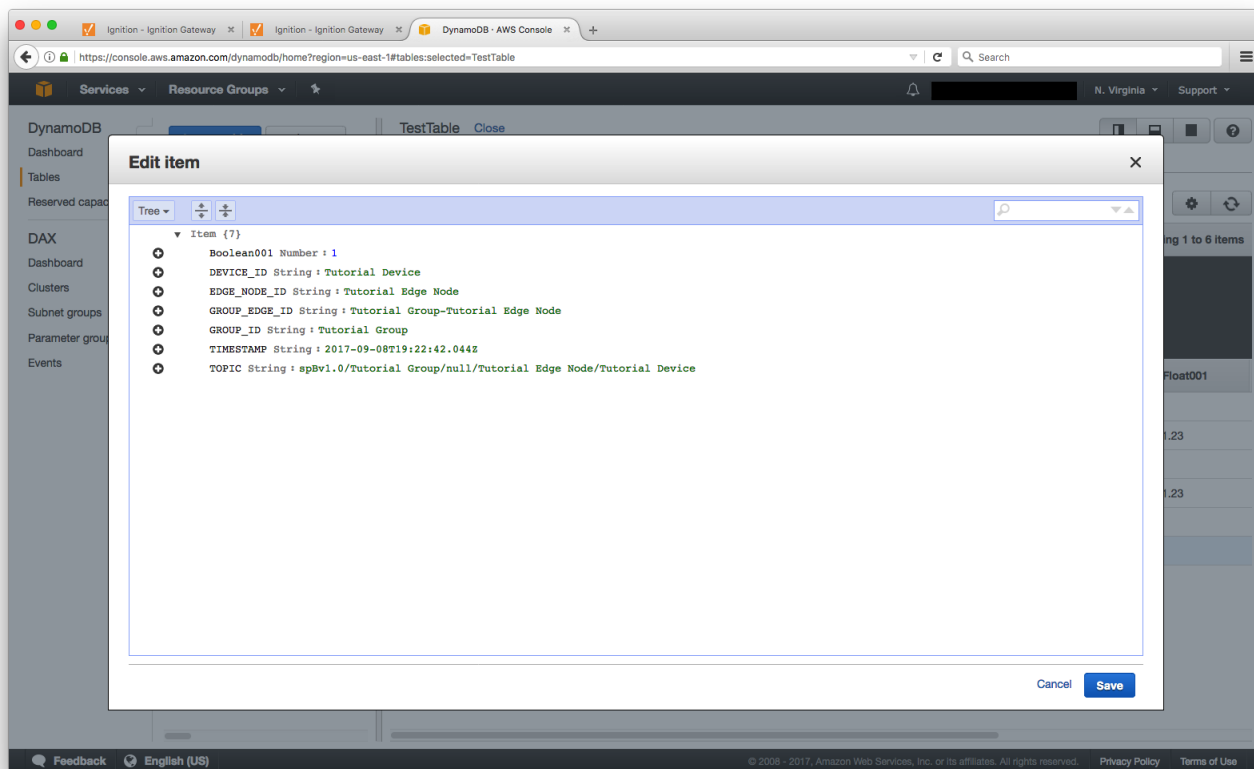 Ignition - Ignition Gateway × Ignition - Ignition Gateway × DynamoDB · AWS Console × +
https://console.aws.amazon.com/dynamodb/home?region=us-east-1#tables:selected=TestTable Search
Services Resource Groups N. Virginia Support
DynamoDB
Dashboard
Tables
Reserved capac
DAX
Dashboard
Clusters
Subnet groups
Parameter group
Events
TestTable Close
Edit item ×
Tree
Item {7}
Boolean001 Number : 1
DEVICE_ID String : Tutorial Device
EDGE_NODE_ID String : Tutorial Edge Node
GROUP_EDGE_ID String : Tutorial Group-Tutorial Edge Node
GROUP_ID String : Tutorial Group
TIMESTAMP String : 2017-09-08T19:22:42.044Z
TOPIC String : spBv1.0/Tutorial Group/null/Tutorial Edge Node/Tutorial Device
ing 1 to 6 items
Float001
1.23
1.23
Cancel Save
Feedback English (US) © 2008 - 2017, Amazon Web Services, Inc. or its affiliates. All rights reserved. Privacy Policy Terms of Use